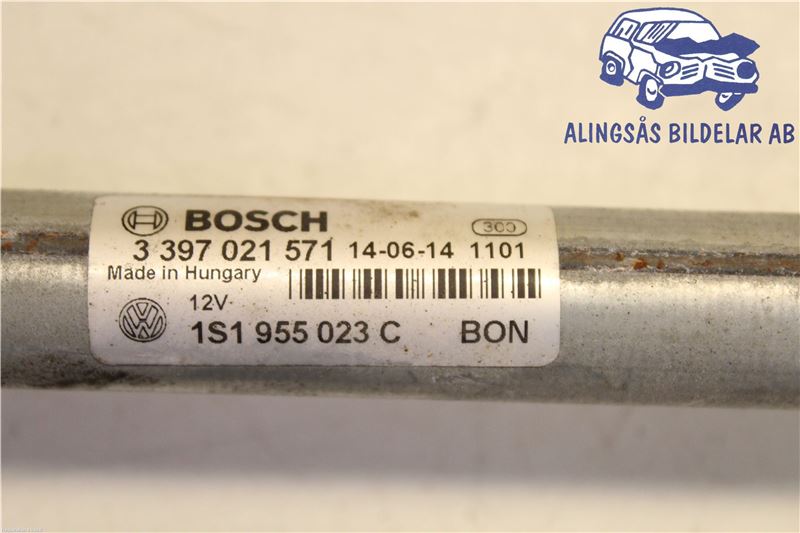 ALINGSÅS BILDELAR AB
BOSCH 300
3 397 021 571 14-06-14 1101
Made in Hungary
12V
1S1 955 023 C BON